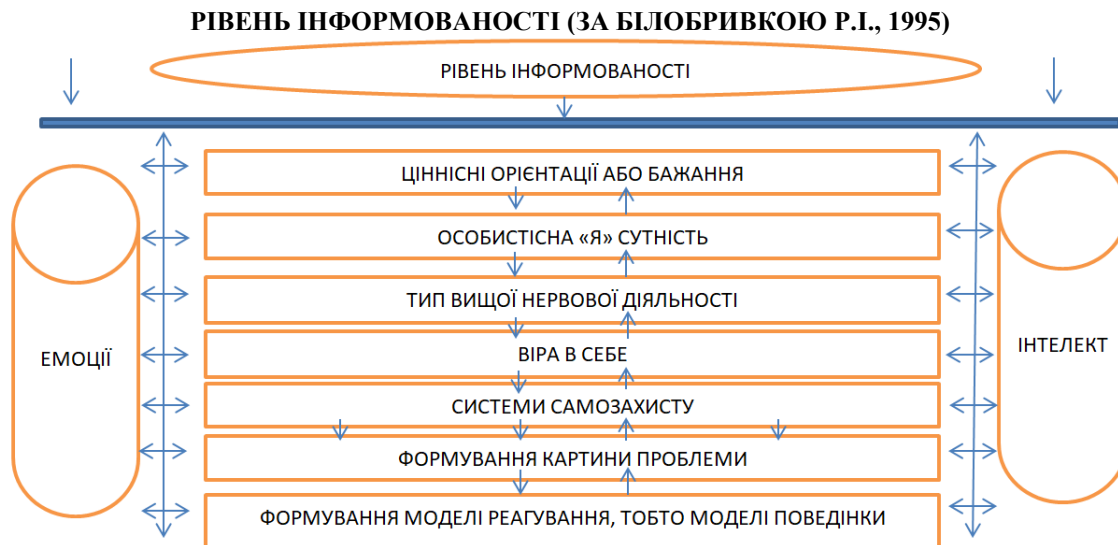 РІВЕНЬ ІНФОРМОВАНОСТІ (ЗА БІЛОБРИВКОЮ Р.І., 1995)
РІВЕНЬ ІНФОРМОВАНОСТІ
ЦІННІСНІ ОРІЄНТАЦІЇ АБО БАЖАННЯ
ОСОБИСТІСНА «Я» СУТНІСТЬ
ТИП ВИЩОЇ НЕРВОВОЇ ДІЯЛЬНОСТІ
ЕМОЦІЇ
ВІРА В СЕБЕ
ІНТЕЛЕКТ
СИСТЕМИ САМОЗАХИСТУ
ФОРМУВАННЯ КАРТИНИ ПРОБЛЕМИ
ФОРМУВАННЯ МОДЕЛІ РЕАГУВАННЯ, ТОБТО МОДЕЛІ ПОВЕДІНКИ